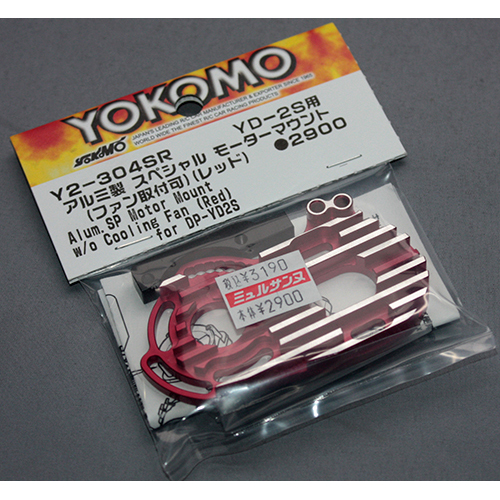 YOKOMO
JAPAN'S LEADING R/C CAR MANUFACTURER & EXPORTER SINCE 1982
WORLD WIDE THE FINEST R/C CAR RACING PRODUCTS
YOKOMO
Y2-304SR YD-2S用
アルミ製 スペシャル モーターマウント
(ファン取付可)(レッド) ●2900
Alum.SP Motor Mount
w/o Cooling Fan (Red)
for DP-YD2S
税込¥3190
ミュルサンヌ
本体¥2900